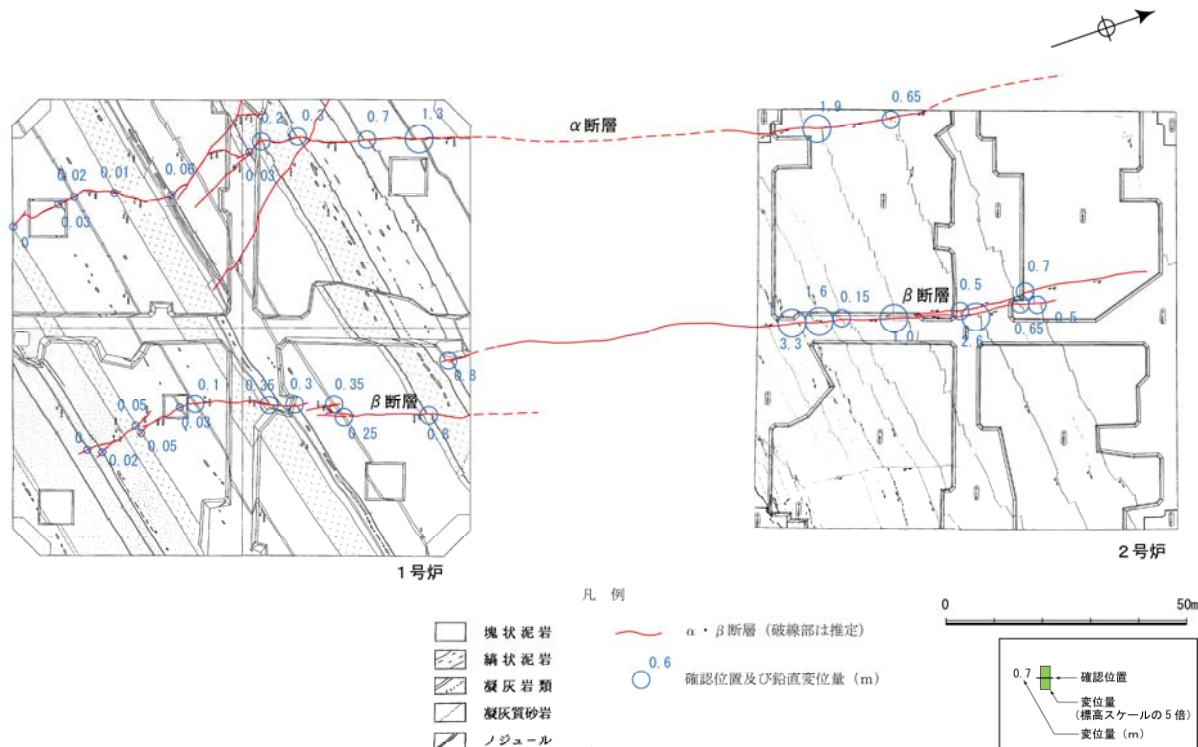 α断層
0.65
1.9
0.2
0.3
0.7
1.3
0.02
0.01
0.06
0.03
0.03
0
0.7
0.5
β断層
1.6
0.15
3.3
1.0
2.6
0.65
0.5
0.8
0.1
0.35
0.3
0.35
β断層
0.05
0.03
0.25
0.8
0
0.05
0.02
1号炉
2号炉
凡 例
塊状泥岩
縞状泥岩
凝灰岩類
凝灰質砂岩
ノジュール
α・β断層（破線部は推定）
0.6
確認位置及び鉛直変位量（m）
0
50m
0.7
確認位置
変位量
(標高スケールの5倍)
変位量（m）